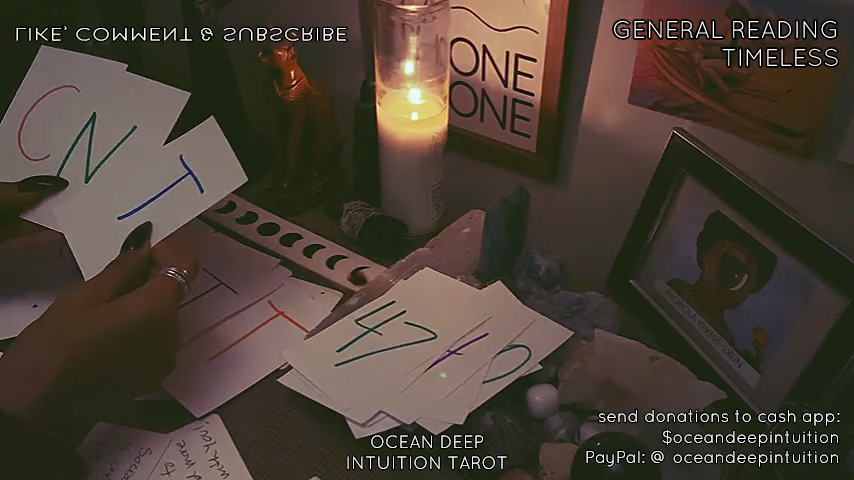 LIKE, COMMENT & SUBSCRIBE
GENERAL READING
TIMELESS
ONE
ONE
C
N
T
T
T
47
0
OCEAN DEEP
INTUITION TAROT
send donations to cash app:
$oceandeepintuition
PayPal: @ oceandeepintuition